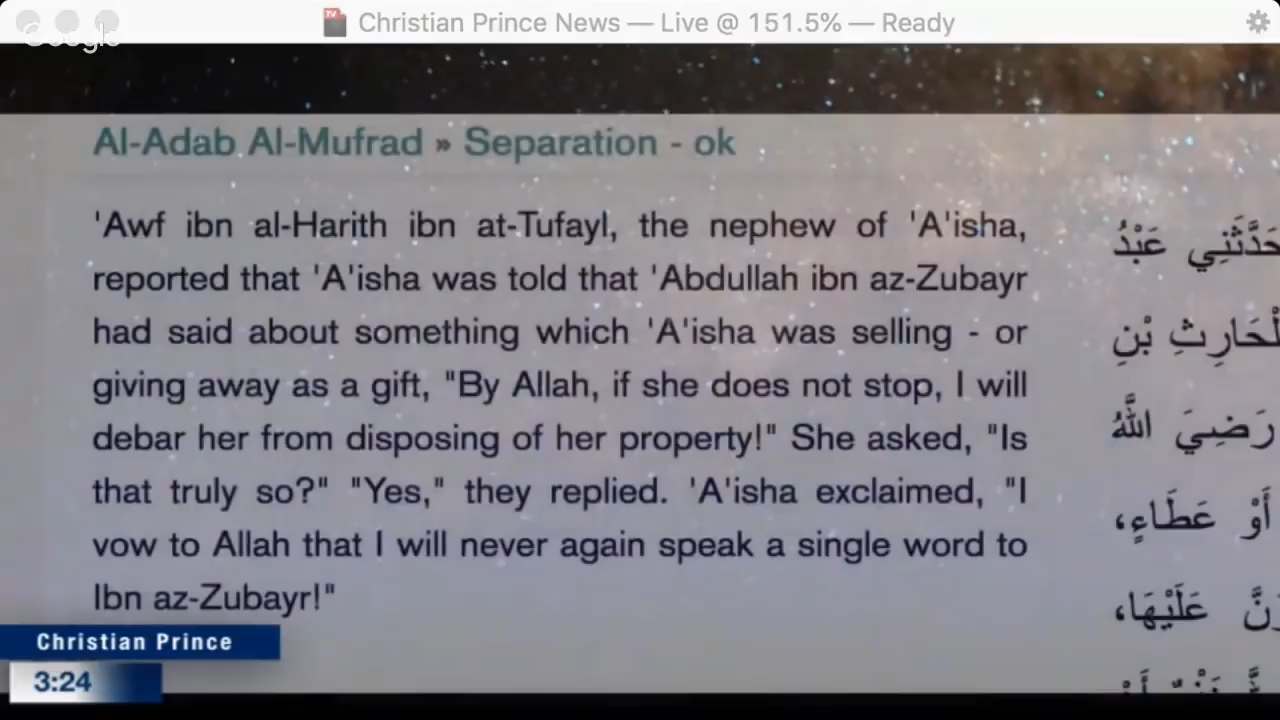 Christian Prince News — Live @ 151.5% — Ready
Google
Al-Adab Al-Mufrad » Separation - ok
'Awf ibn al-Harith ibn at-Tufayl, the nephew of 'A'isha,
reported that 'A'isha was told that 'Abdullah ibn az-Zubayr
had said about something which 'A'isha was selling - or
giving away as a gift, "By Allah, if she does not stop, I will
debar her from disposing of her property!" She asked, "Is
that truly so?" "Yes," they replied. 'A'isha exclaimed, "I
vow to Allah that I will never again speak a single word to
Ibn az-Zubayr!"
حَدَّثَنِي عَبْدُ
الْحَارِثِ بْنِ
رَضِيَ اللَّهُ
أَوْ عَطَاءٍ،
عَلَيْهَا،
Christian Prince
3:24